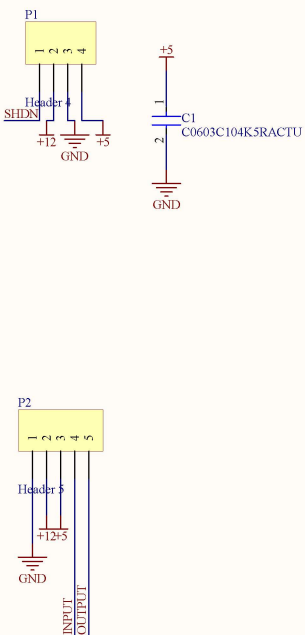 P1
1 2 3 4
Header 4
SHDN
+12
GND
+5
+5
1
C1
C0603C104K5RACTU
2
GND
P2
1 2 3 4 5
Header 5
+12+5
GND
INPUT
OUTPUT